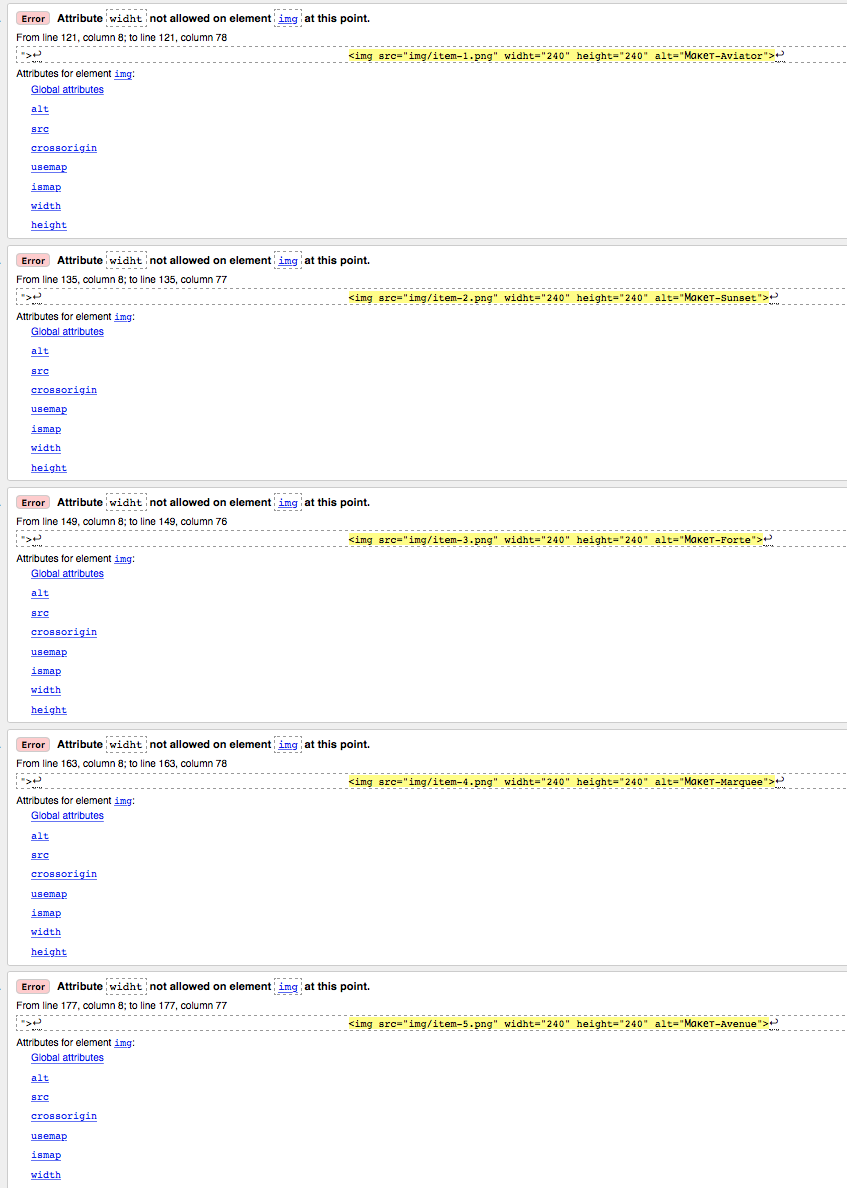 Error Attribute widht not allowed on element img at this point.
From line 121, column 8; to line 121, column 78
">↩ <img src="img/item-1.png" widht="240" height="240" alt="Макет-Aviator">↩
Attributes for element img:
Global attributes
alt
src
crossorigin
usemap
ismap
width
height
Error Attribute widht not allowed on element img at this point.
From line 135, column 8; to line 135, column 77
">↩ <img src="img/item-2.png" widht="240" height="240" alt="Макет-Sunset">↩
Attributes for element img:
Global attributes
alt
src
crossorigin
usemap
ismap
width
height
Error Attribute widht not allowed on element img at this point.
From line 149, column 8; to line 149, column 76
">↩ <img src="img/item-3.png" widht="240" height="240" alt="Макет-Forte">↩
Attributes for element img:
Global attributes
alt
src
crossorigin
usemap
ismap
width
height
Error Attribute widht not allowed on element img at this point.
From line 163, column 8; to line 163, column 78
">↩ <img src="img/item-4.png" widht="240" height="240" alt="Макет-Marquee">↩
Attributes for element img:
Global attributes
alt
src
crossorigin
usemap
ismap
width
height
Error Attribute widht not allowed on element img at this point.
From line 177, column 8; to line 177, column 77
">↩ <img src="img/item-5.png" widht="240" height="240" alt="Макет-Avenue">↩
Attributes for element img:
Global attributes
alt
src
crossorigin
usemap
ismap
width